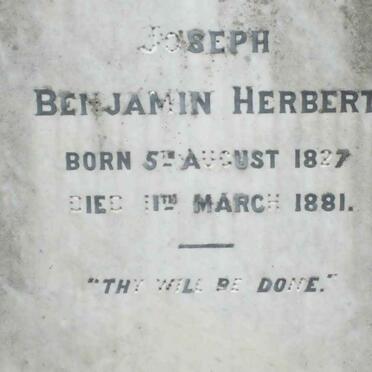 JOSEPH
BENJAMIN HERBERT
BORN 5TH AUGUST 1827
DIED 11TH MARCH 1881.
"THY WILL BE DONE."